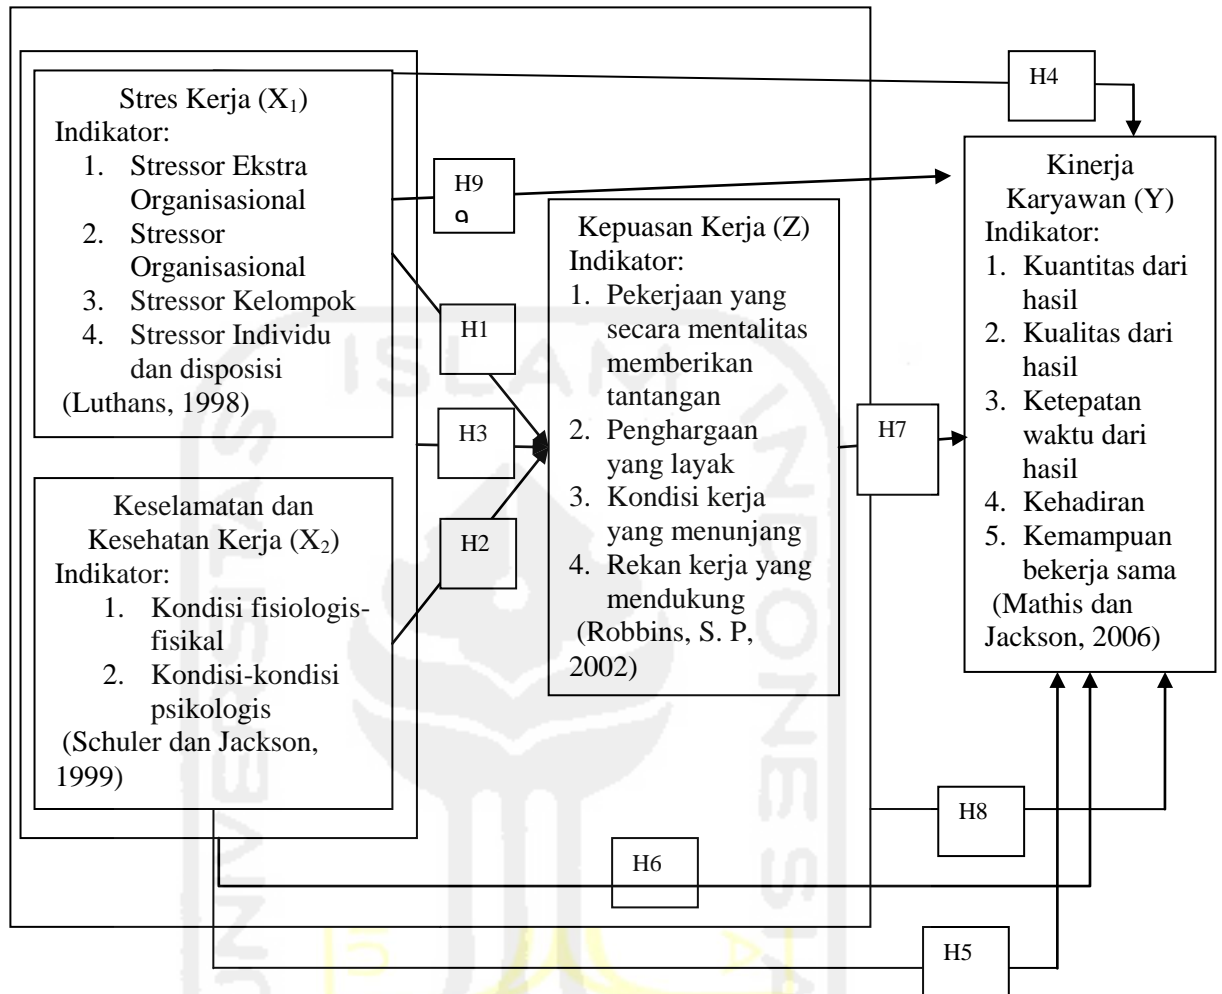 Stres Kerja (X₁)
Indikator:
1. Stressor Ekstra
Organisasional
2. Stressor
Organisasional
3. Stressor Kelompok
4. Stressor Individu
dan disposisi
(Luthans, 1998)
Keselamatan dan
Kesehatan Kerja (X₂)
Indikator:
1. Kondisi fisiologis-
fisikal
2. Kondisi-kondisi
psikologis
(Schuler dan Jackson,
1999)
H9
9
H1
H3
H2
Kepuasan Kerja (Z)
Indikator:
1. Pekerjaan yang
secara mentalitas
memberikan
tantangan
2. Penghargaan
yang layak
3. Kondisi kerja
yang menunjang
4. Rekan kerja yang
mendukung
(Robbins, S. P,
2002)
H4
H7
Kinerja
Karyawan (Y)
Indikator:
1. Kuantitas dari
hasil
2. Kualitas dari
hasil
3. Ketepatan
waktu dari
hasil
4. Kehadiran
5. Kemampuan
bekerja sama
(Mathis dan
Jackson, 2006)
H8
H6
H5
UNIVERSITAS
ISLAM
INDONESIA